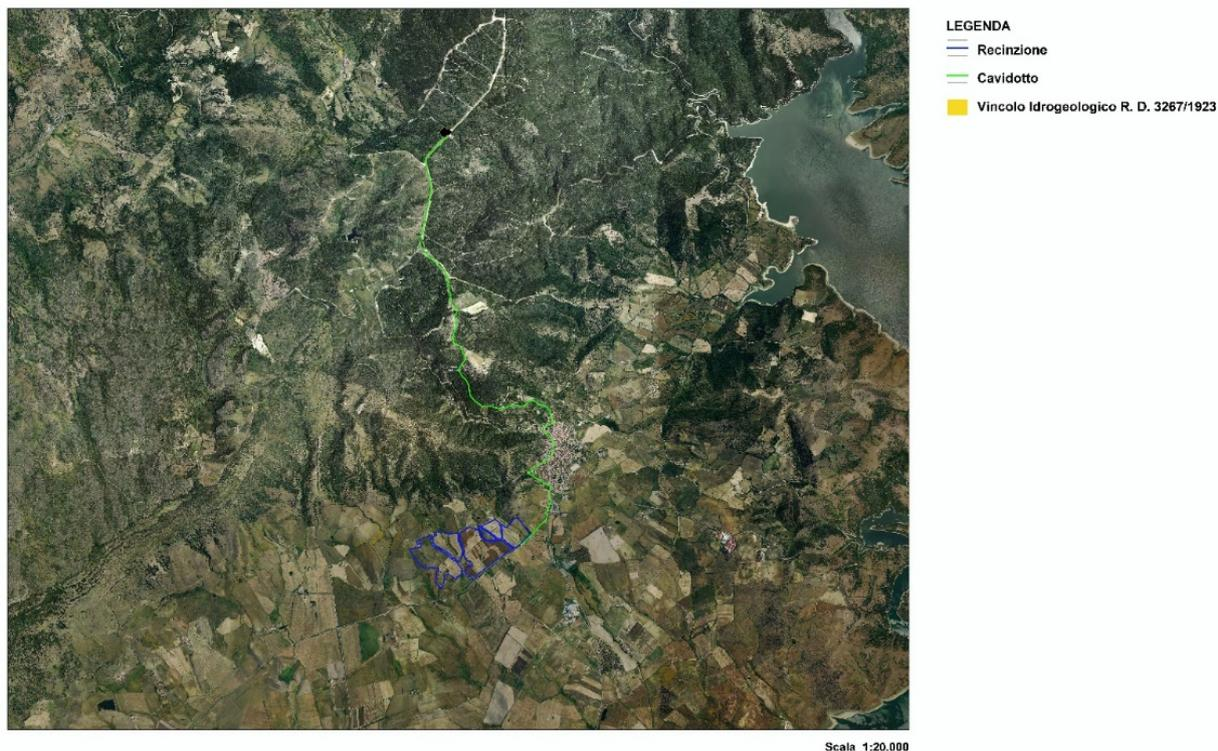 LEGENDA
Recinzione
Cavidotto
Vincolo Idrogeologico R. D. 3267/1923
Scala 1:20.000